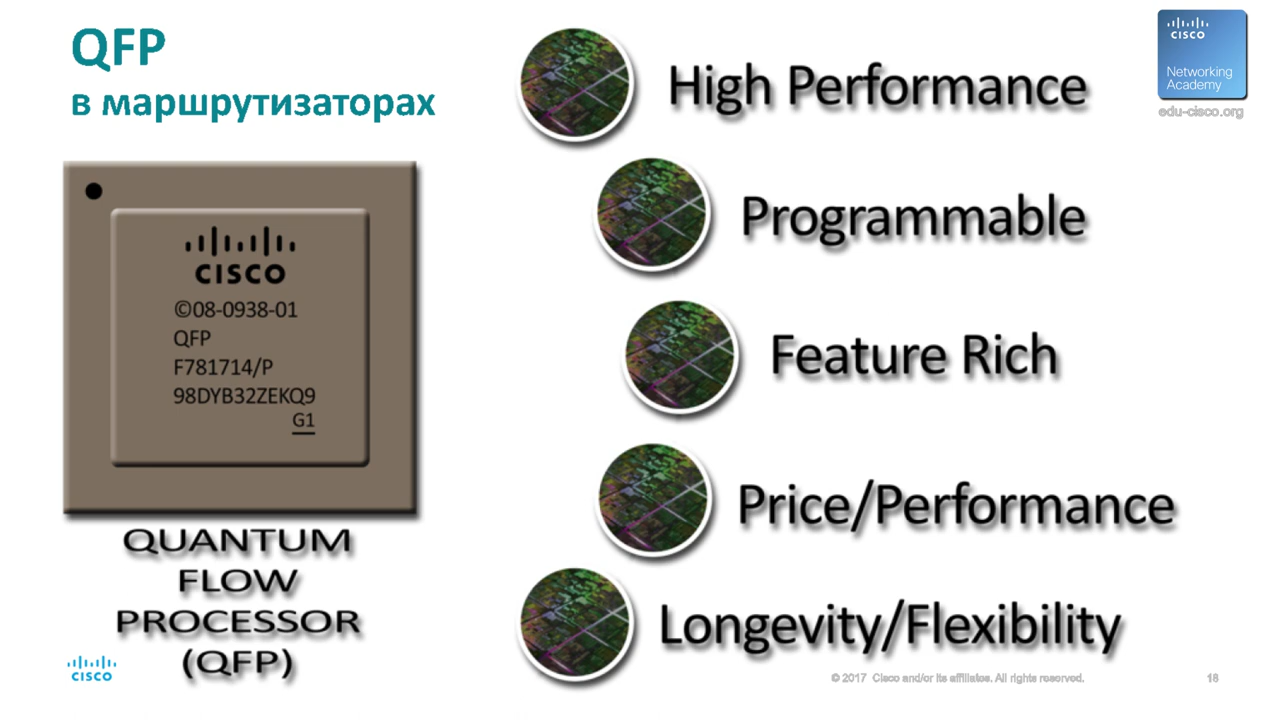 QFP
в маршрутизаторах
CISCO
©08-0938-01
QFP
F781714/P
98DYB32ZEKQ9
G1
QUANTUM
FLOW
PROCESSOR
(QFP)
High Performance
Programmable
Feature Rich
Price/Performance
Longevity/Flexibility
CISCO
Networking
Academy
edu-cisco.org
CISCO
© 2017 Cisco and/or its affiliates. All rights reserved.
18